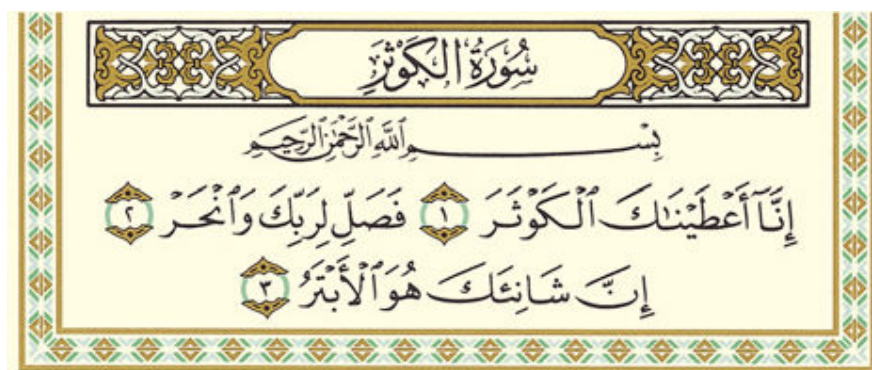 سُورَةُ الكَوْثَرِ
بِسْمِ ٱللَّهِ ٱلرَّحْمَٰنِ ٱلرَّحِيمِ
إِنَّآ أَعْطَيْنَٰكَ ٱلْكَوْثَرَ ١ فَصَلِّ لِرَبِّكَ وَٱنْحَرْ ٢
إِنَّ شَانِئَكَ هُوَ ٱلْأَبْتَرُ ٣